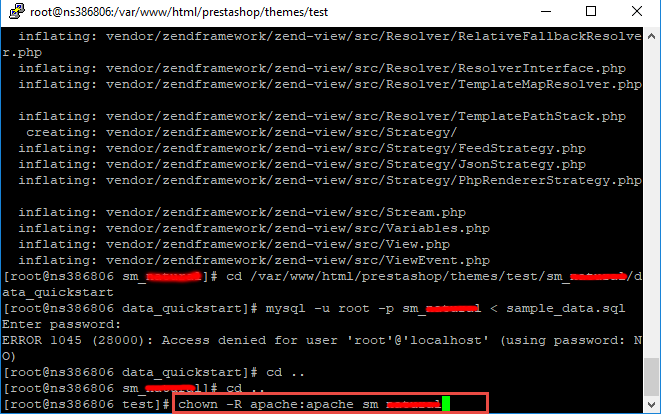 root@ns386806:/var/www/html/prestashop/themes/test
inflating: vendor/zendframework/zend-view/src/Resolver/RelativeFallbackResolve
r.php
inflating: vendor/zendframework/zend-view/src/Resolver/ResolverInterface.php
inflating: vendor/zendframework/zend-view/src/Resolver/TemplateMapResolver.php
inflating: vendor/zendframework/zend-view/src/Resolver/TemplatePathStack.php
creating: vendor/zendframework/zend-view/src/Strategy/
inflating: vendor/zendframework/zend-view/src/Strategy/FeedStrategy.php
inflating: vendor/zendframework/zend-view/src/Strategy/JsonStrategy.php
inflating: vendor/zendframework/zend-view/src/Strategy/PhpRendererStrategy.php
inflating: vendor/zendframework/zend-view/src/Stream.php
inflating: vendor/zendframework/zend-view/src/Variables.php
inflating: vendor/zendframework/zend-view/src/View.php
inflating: vendor/zendframework/zend-view/src/ViewEvent.php
[root@ns386806 sm_]# cd /var/www/html/prestashop/themes/test/sm_/d
ata_quickstart
[root@ns386806 data_quickstart]# mysql -u root -p sm_ < sample_data.sql
Enter password:
ERROR 1045 (28000): Access denied for user 'root'@'localhost' (using password: N
O)
[root@ns386806 data_quickstart]# cd ..
[root@ns386806 sm_]# cd ..
[root@ns386806 test]# chown -R apache:apache sm_